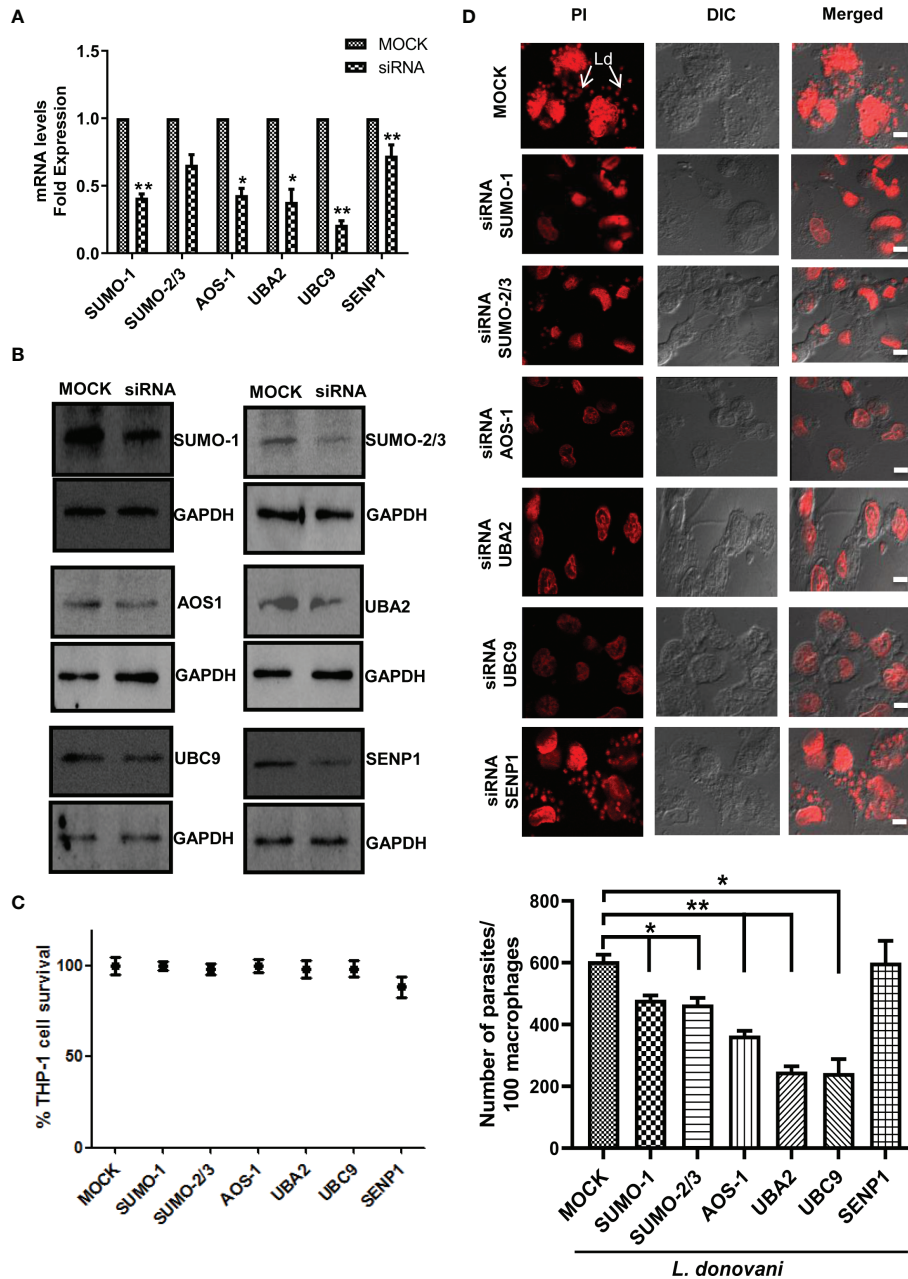 A
1.5
1.0
0.5
0.0
mRNA levels
Fold Expression
MOCK
siRNA
**
*
*
**
**
SUMO-1
SUMO-2/3
AOS-1
UBA2
UBC9
SENP1
B
MOCK siRNA
SUMO-1
GAPDH
AOS1
GAPDH
UBC9
GAPDH
MOCK siRNA
SUMO-2/3
GAPDH
UBA2
GAPDH
SENP1
GAPDH
C
% THP-1 cell survival
100
50
0
MOCK
SUMO-1
SUMO-2/3
AOS-1
UBA2
UBC9
SENP1
D
PI DIC Merged
MOCK
Ld
siRNA
SUMO-1
siRNA
SUMO-2/3
siRNA
AOS-1
siRNA
UBA2
siRNA
UBC9
siRNA
SENP1
Number of parasites/
100 macrophages
800
600
400
200
0
*
**
*
MOCK
SUMO-1
SUMO-2/3
AOS-1
UBA2
UBC9
SENP1
L. donovani